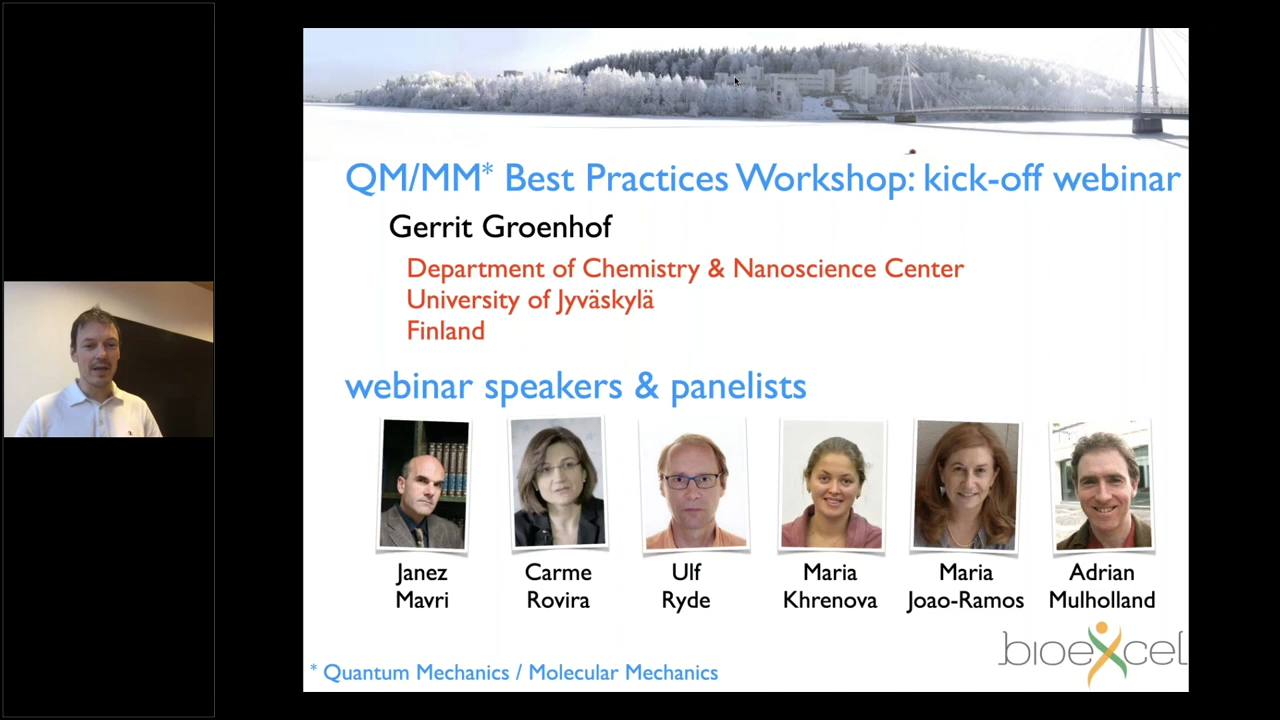 QM/MM* Best Practices Workshop: kick-off webinar
Gerrit Groenhof
Department of Chemistry & Nanoscience Center
University of Jyväskylä
Finland
webinar speakers & panelists
Janez
Mavri
Carme
Rovira
Ulf
Ryde
Maria
Khrenova
Maria
Joao-Ramos
Adrian
Mulholland
bioexcel
* Quantum Mechanics / Molecular Mechanics